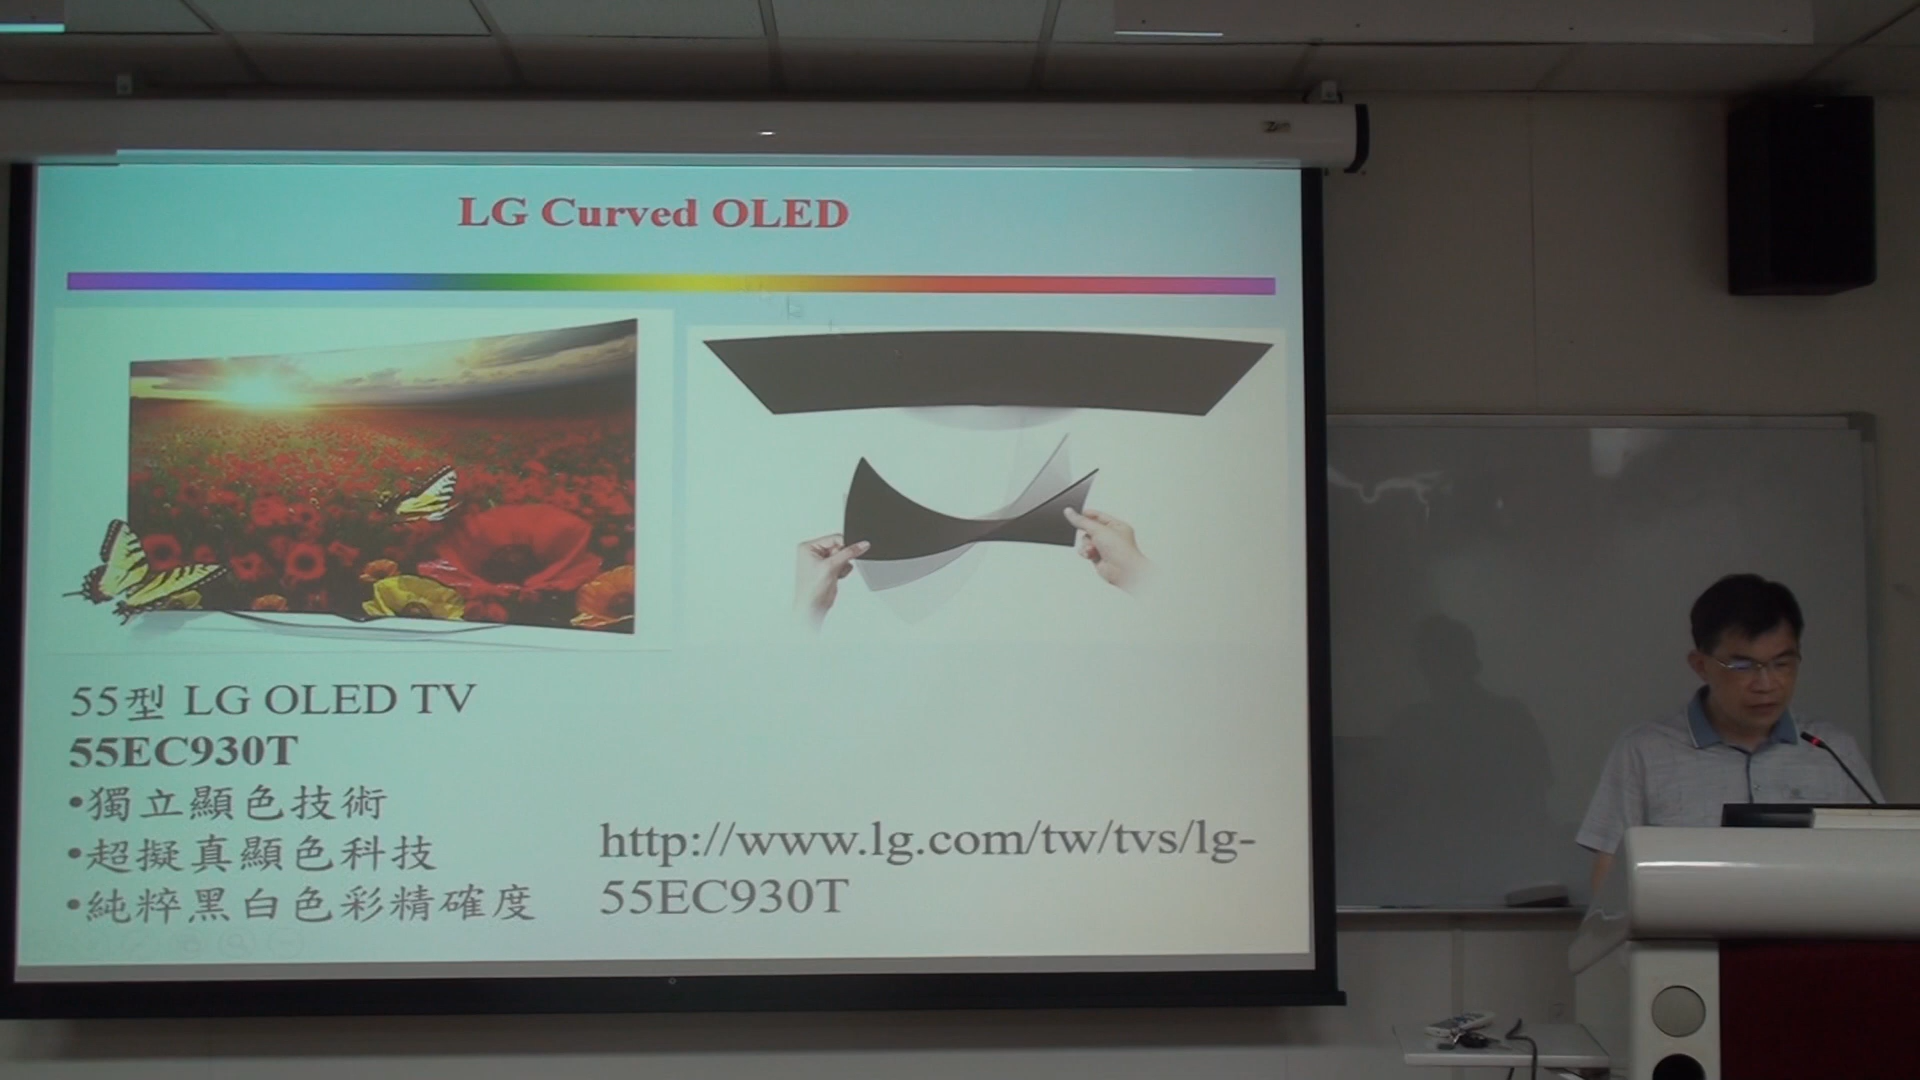 LG Curved OLED
55型 LG OLED TV
55EC930T
•獨立顯色技術
•超擬真顯色科技
•純粹黑白色彩精確度
http://www.lg.com/tw/tvs/lg-
55EC930T